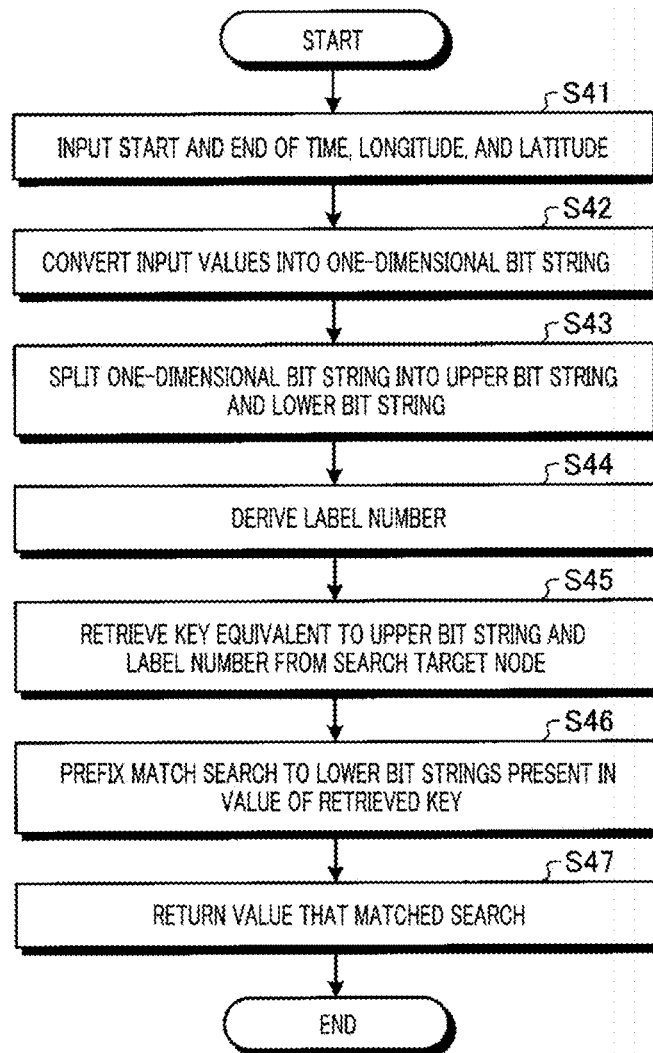 START
S41
INPUT START AND END OF TIME, LONGITUDE, AND LATITUDE
S42
CONVERT INPUT VALUES INTO ONE-DIMENSIONAL BIT STRING
S43
SPLIT ONE-DIMENSIONAL BIT STRING INTO UPPER BIT STRING
AND LOWER BIT STRING
S44
DERIVE LABEL NUMBER
S45
RETRIEVE KEY EQUIVALENT TO UPPER BIT STRING AND
LABEL NUMBER FROM SEARCH TARGET NODE
S46
PREFIX MATCH SEARCH TO LOWER BIT STRINGS PRESENT IN
VALUE OF RETRIEVED KEY
S47
RETURN VALUE THAT MATCHED SEARCH
END